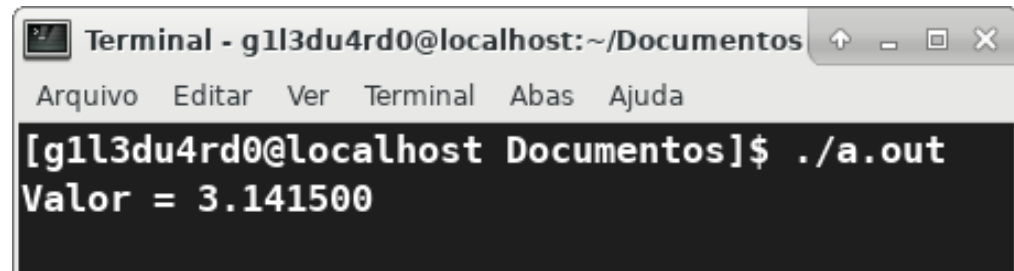 Terminal - g1l3du4rd0@localhost:~/Documentos
Arquivo Editar Ver Terminal Abas Ajuda
[g1l3du4rd0@localhost Documentos]$ ./a.out
Valor = 3.141500